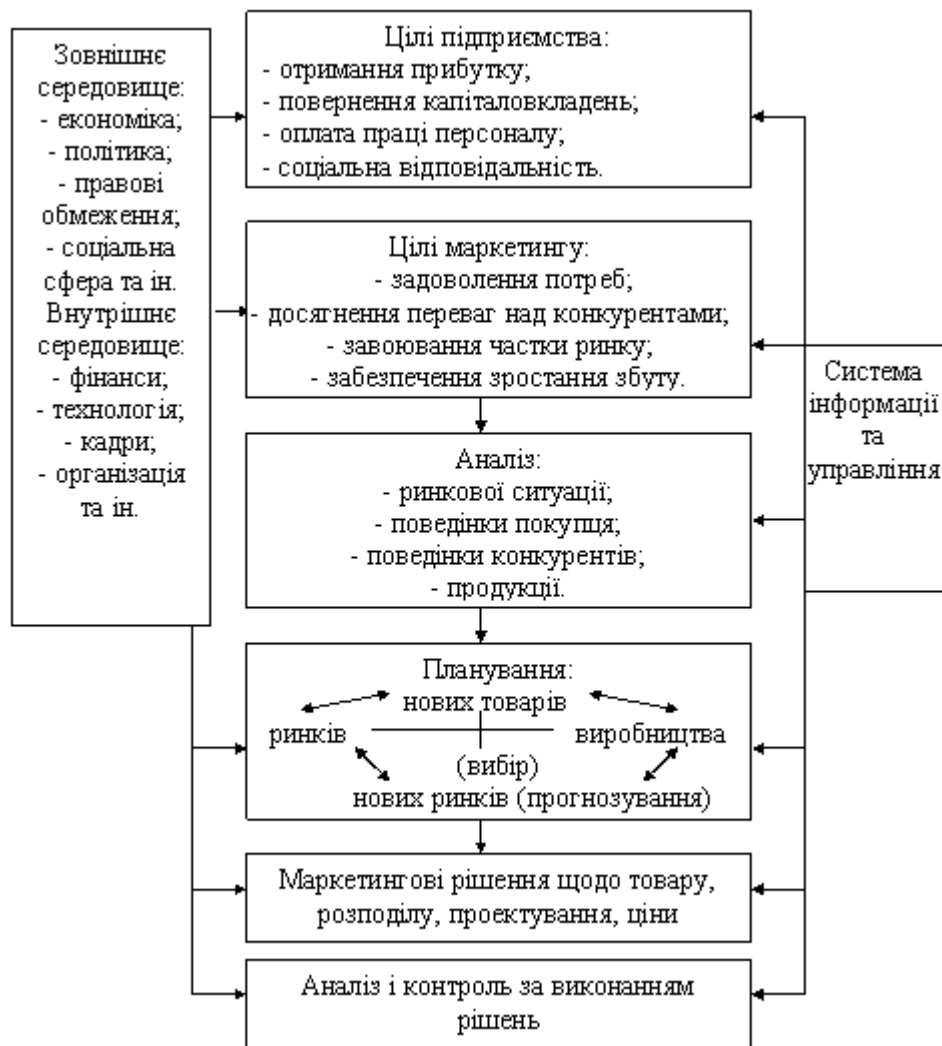 Зовнішнє
середовище:
- економіка;
- політика;
- правові
обмеження;
- соціальна
сфера та ін.
Внутрішнє
середовище:
- фінанси;
- технологія;
- кадри;
- організація
та ін.
Цілі підприємства:
- отримання прибутку;
- повернення капіталовкладень;
- оплата праці персоналу;
- соціальна відповідальність.
Цілі маркетингу:
- задоволення потреб;
- досягнення переваг над конкурентами;
- завоювання частки ринку;
- забезпечення зростання збуту.
Аналіз:
- ринкової ситуації;
- поведінки покупця;
- поведінки конкурентів;
- продукції.
Планування:
нових товарів
ринків виробництва
(вибір)
нових ринків (прогнозування)
Маркетингові рішення щодо товару,
розподілу, проектування, ціни
Аналіз і контроль за виконанням
рішень
Система
інформації
та
управління